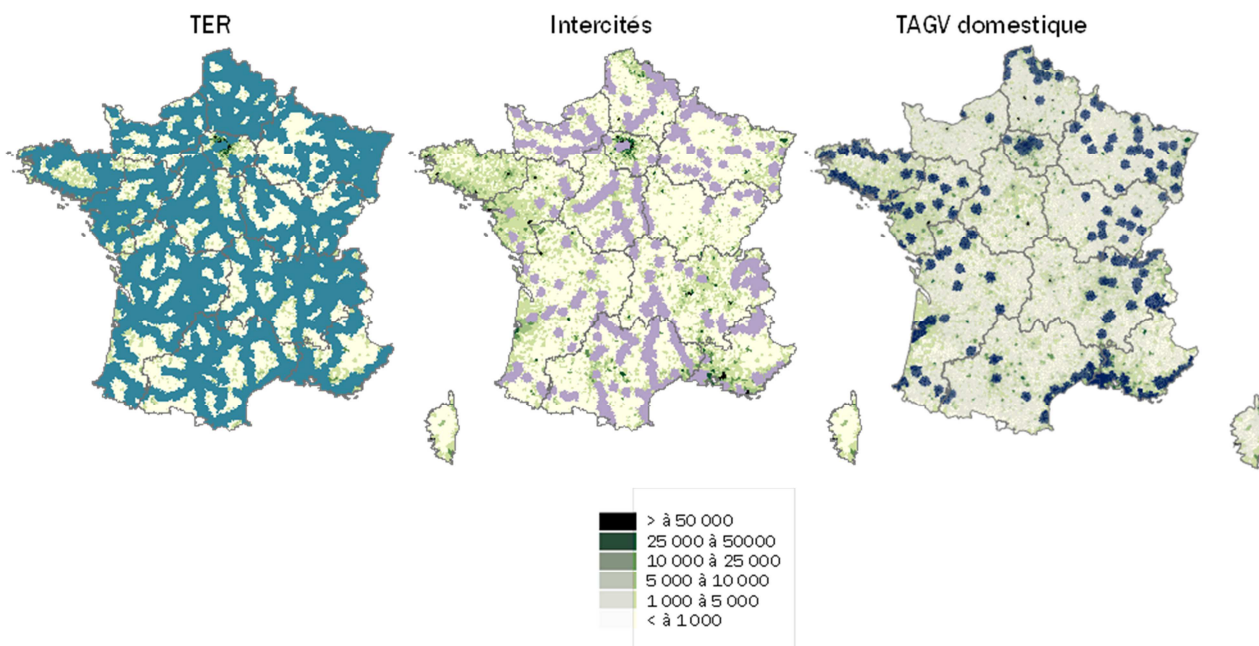 TER
Intercités
TAGV domestique
> à 50 000
25 000 à 50000
10 000 à 25 000
5 000 à 10 000
1 000 à 5 000
< à 1 000